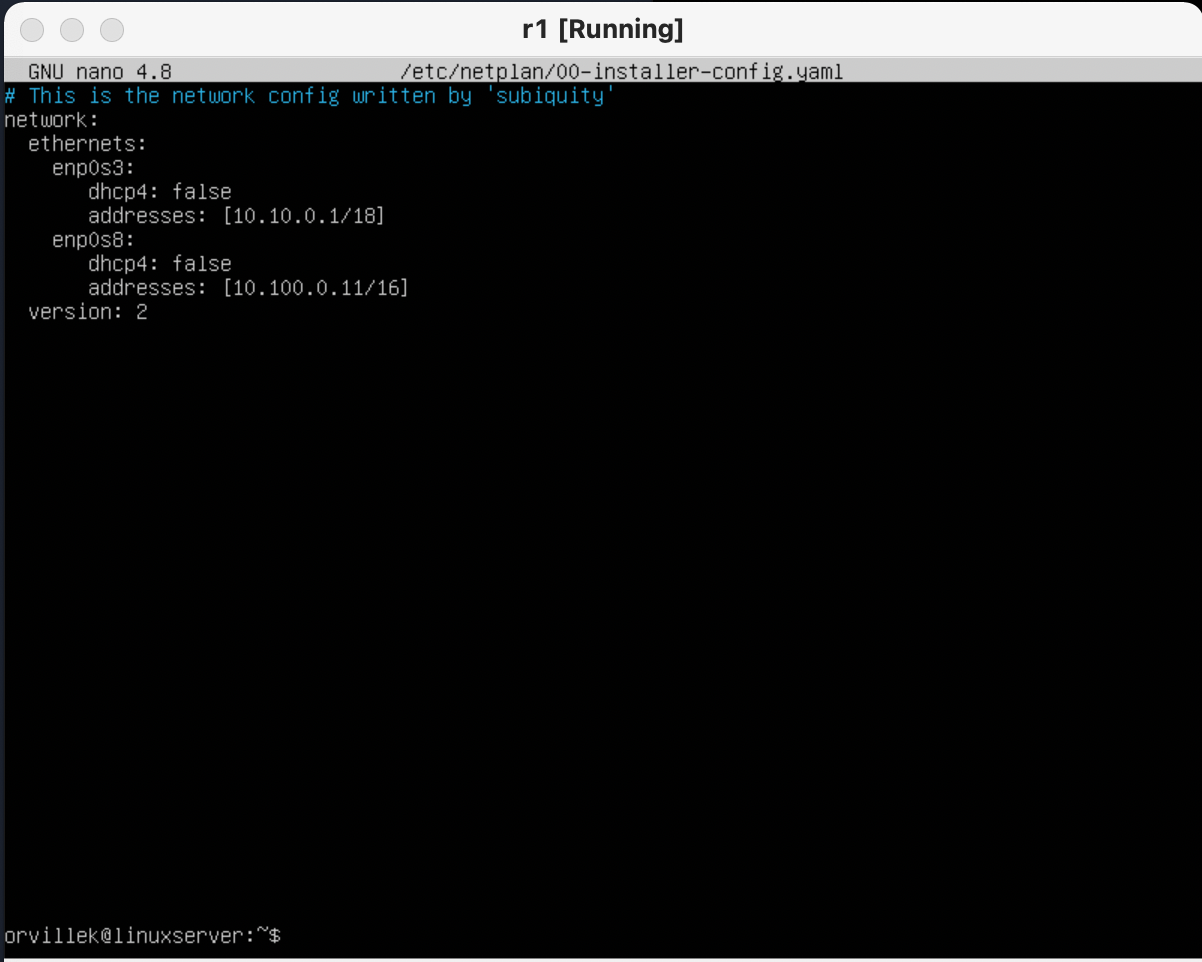 r1 [Running]
GNU nano 4.8 /etc/netplan/00-installer-config.yaml
# This is the network config written by 'subiquity'
network:
  ethernets:
    enp0s3:
       dhcp4: false
       addresses: [10.10.0.1/18]
    enp0s8:
       dhcp4: false
       addresses: [10.100.0.11/16]
  version: 2
orvillek@linuxserver:~$